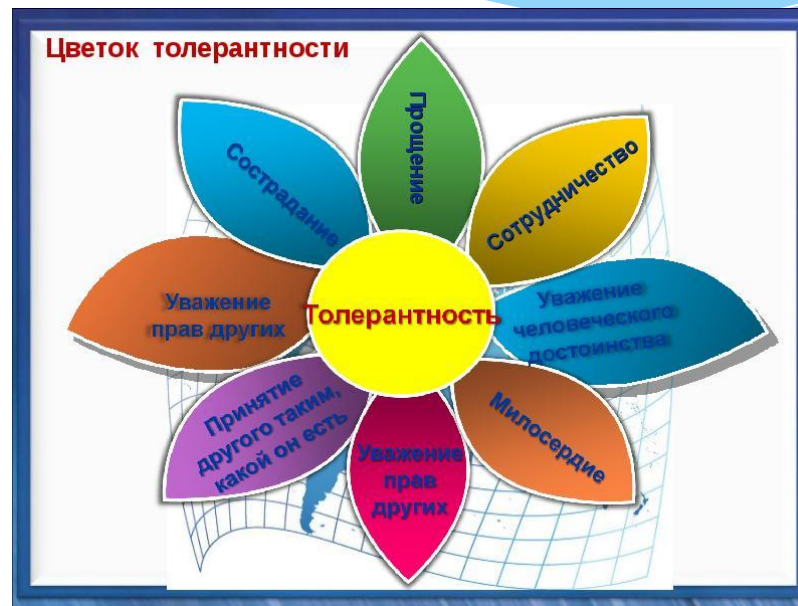 Цветок толерантности
Прощение
Сострадание
Сотрудничество
Уважение
прав других
Толерантность
Уважение
человеческого
достоинства
Принятие
другого таким,
какой он есть
Уважение
прав
других
Милосердие